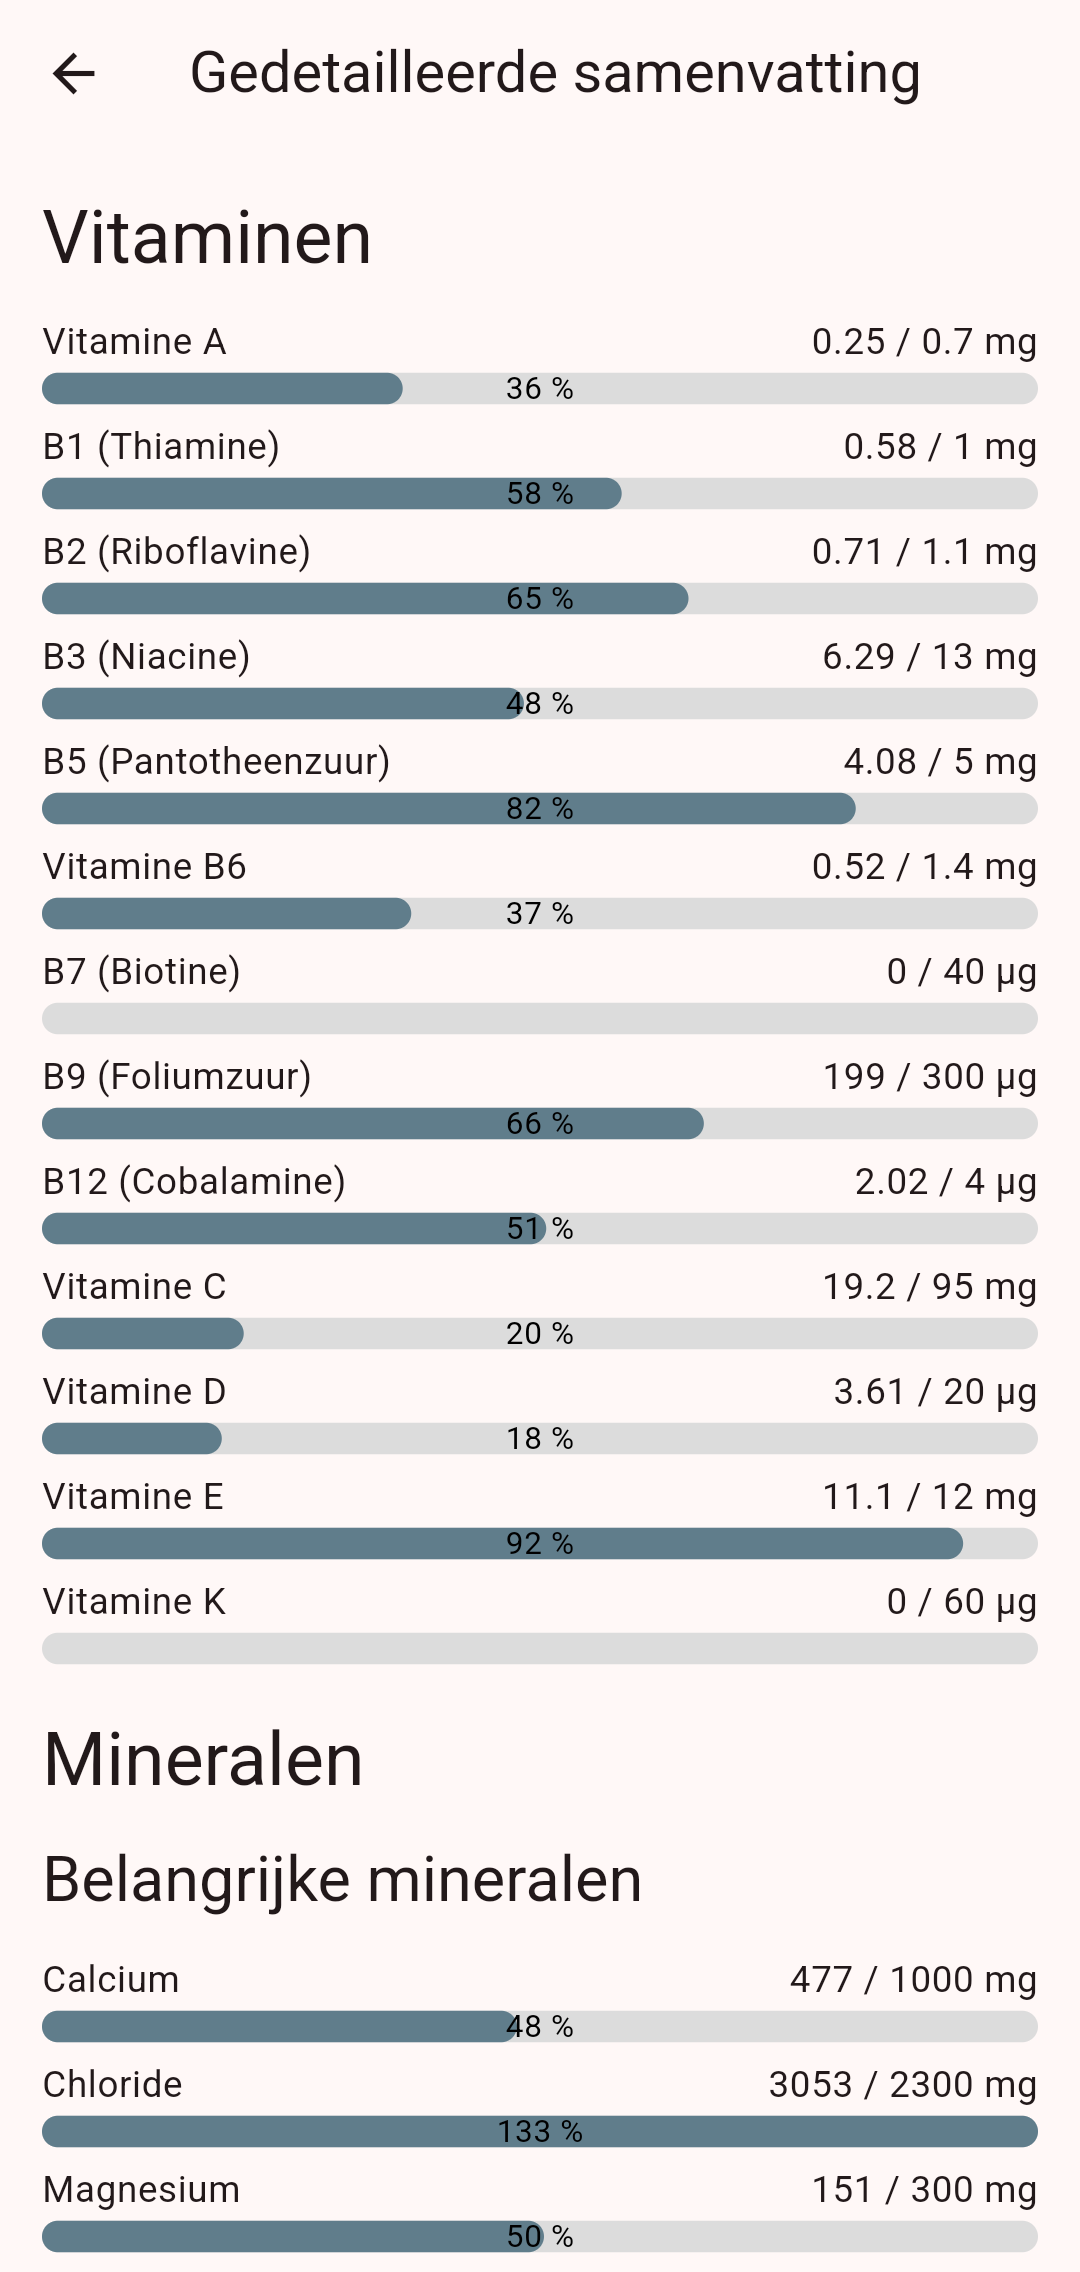 Gedetailleerde samenvatting
Vitaminen
Vitamine A 0.25 / 0.7 mg
36 %
B1 (Thiamine) 0.58 / 1 mg
58 %
B2 (Riboflavine) 0.71 / 1.1 mg
65 %
B3 (Niacine) 6.29 / 13 mg
48 %
B5 (Pantotheenzuur) 4.08 / 5 mg
82 %
Vitamine B6 0.52 / 1.4 mg
37 %
B7 (Biotine) 0 / 40 µg
B9 (Foliumzuur) 199 / 300 µg
66 %
B12 (Cobalamine) 2.02 / 4 µg
51 %
Vitamine C 19.2 / 95 mg
20 %
Vitamine D 3.61 / 20 µg
18 %
Vitamine E 11.1 / 12 mg
92 %
Vitamine K 0 / 60 µg
Mineralen
Belangrijke mineralen
Calcium 477 / 1000 mg
48 %
Chloride 3053 / 2300 mg
133 %
Magnesium 151 / 300 mg
50 %